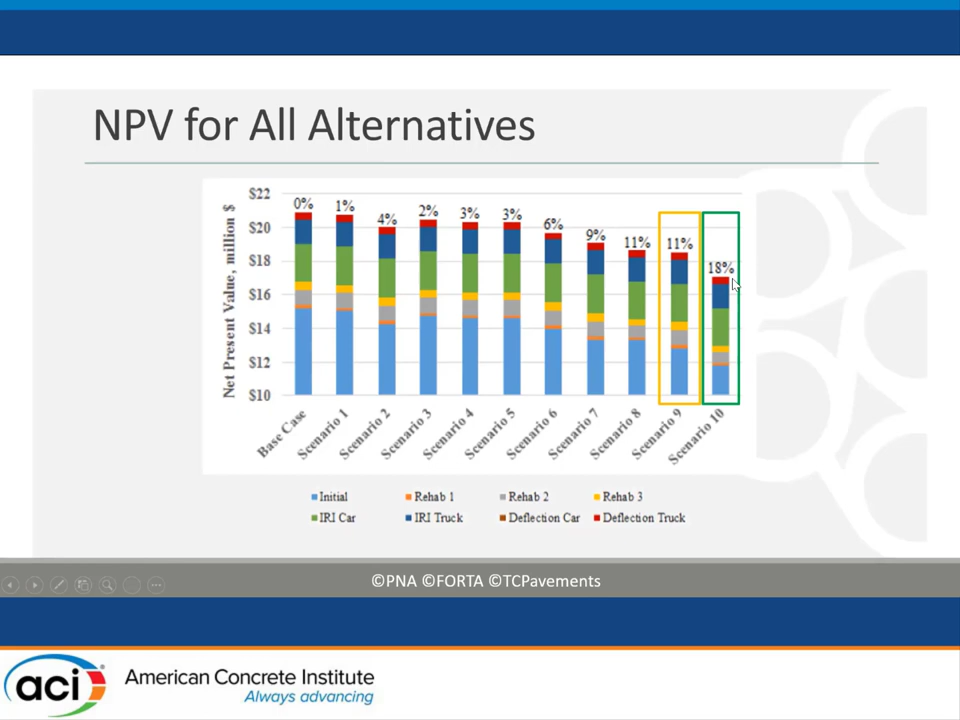 NPV for All Alternatives
Net Present Value, million $
$22
$20
$18
$16
$14
$12
$10
0%
1%
4%
2%
3%
3%
6%
9%
11%
11%
18%
Base Case
Scenario 1
Scenario 2
Scenario 3
Scenario 4
Scenario 5
Scenario 6
Scenario 7
Scenario 8
Scenario 9
Scenario 10
Initial Rehab 1 Rehab 2 Rehab 3
IRI Car IRI Truck Deflection Car Deflection Truck
©PNA ©FORTA ©TCPavements
aci American Concrete Institute
Always advancing